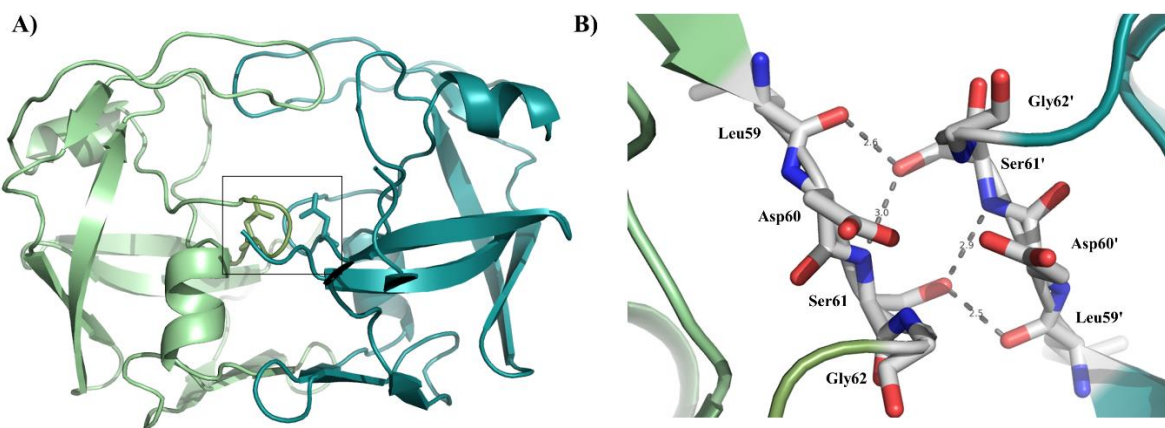 A)
B)
Leu59
Gly62'
2.6
Ser61'
Asp60
3.0
2.9
Asp60'
Ser61
2.5
Leu59'
Gly62